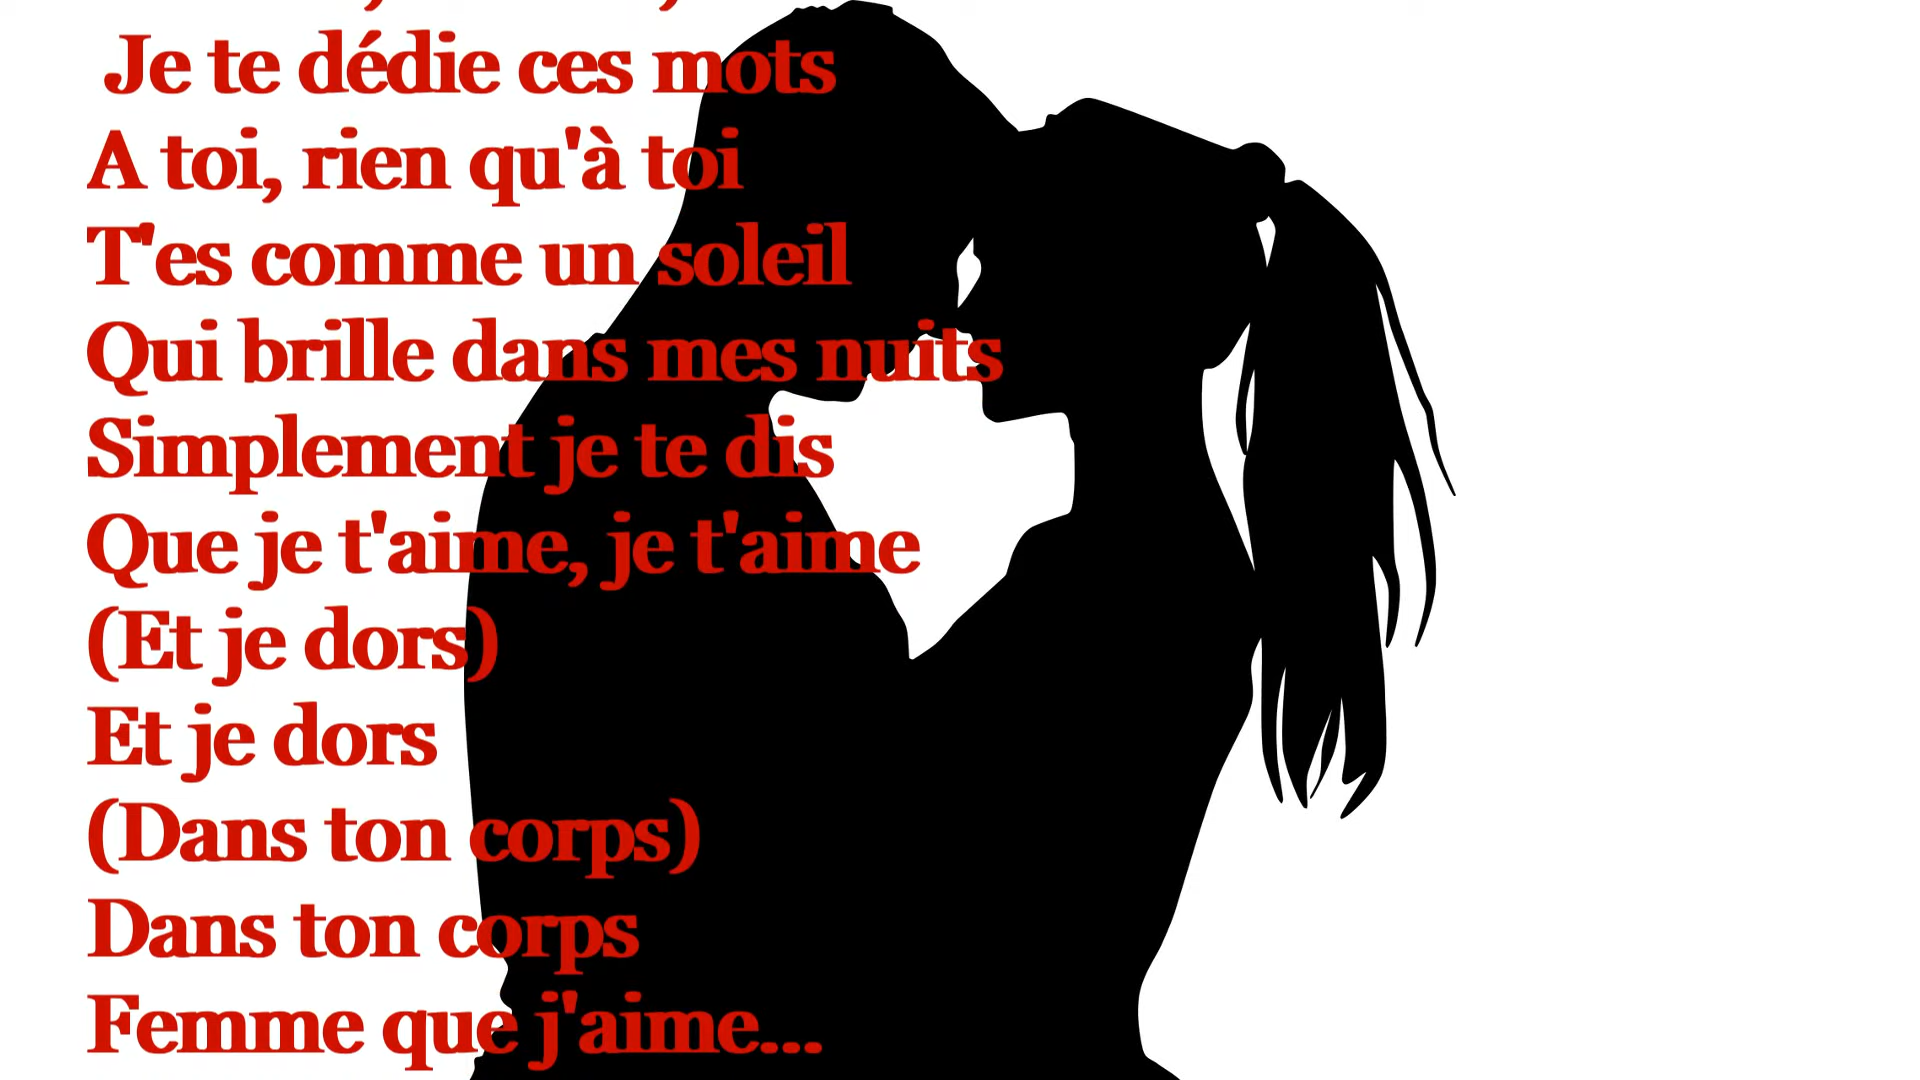 Je te dédie ces mots
A toi, rien qu'à toi
T'es comme un soleil
Qui brille dans mes nuits
Simplement je te dis
Que je t'aime, je t'aime
(Et je dors)
Et je dors
(Dans ton corps)
Dans ton corps
Femme que j'aime...